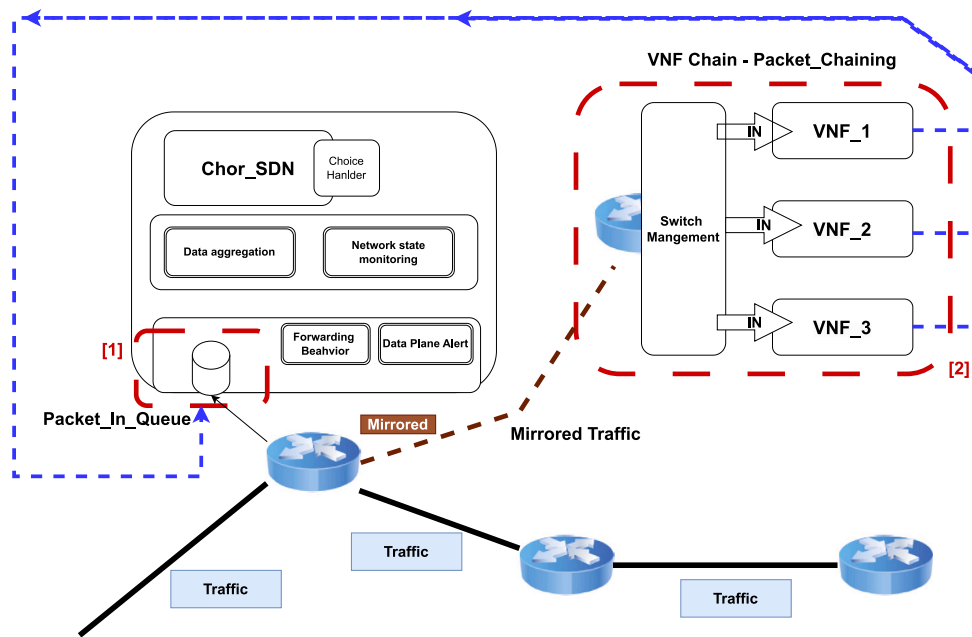 VNF Chain - Packet_Chaining
Chor_SDN
Choice
Hanlder
IN
VNF_1
Data aggregation
Network state
monitoring
Switch
Mangement
IN
VNF_2
[1]
Forwarding
Beahvior
Data Plane Alert
IN
VNF_3
[2]
Packet_In_Queue
Mirrored
Mirrored Traffic
Traffic
Traffic
Traffic